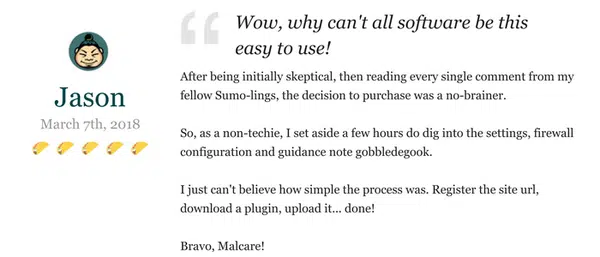 Wow, why can't all software be this
easy to use!
Jason
March 7th, 2018
After being initially skeptical, then reading every single comment from my
fellow Sumo-lings, the decision to purchase was a no-brainer.
So, as a non-techie, I set aside a few hours do dig into the settings, firewall
configuration and guidance note gobbledegook.
I just can't believe how simple the process was. Register the site url,
download a plugin, upload it... done!
Bravo, Malcare!